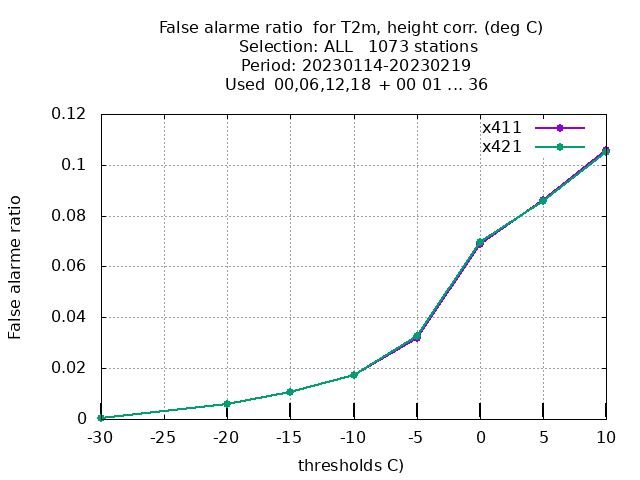 False alarme ratio  for T2m, height corr. (deg C)
Selection: ALL   1073 stations
Period: 20230114-20230219
Used  00,06,12,18  + 00 01 ... 36
0.12
x411
x421
0.1
0.08
0.06
0.04
0.02
0
False alarme ratio
-30 -25 -20 -15 -10 -5 0 5 10
thresholds C)